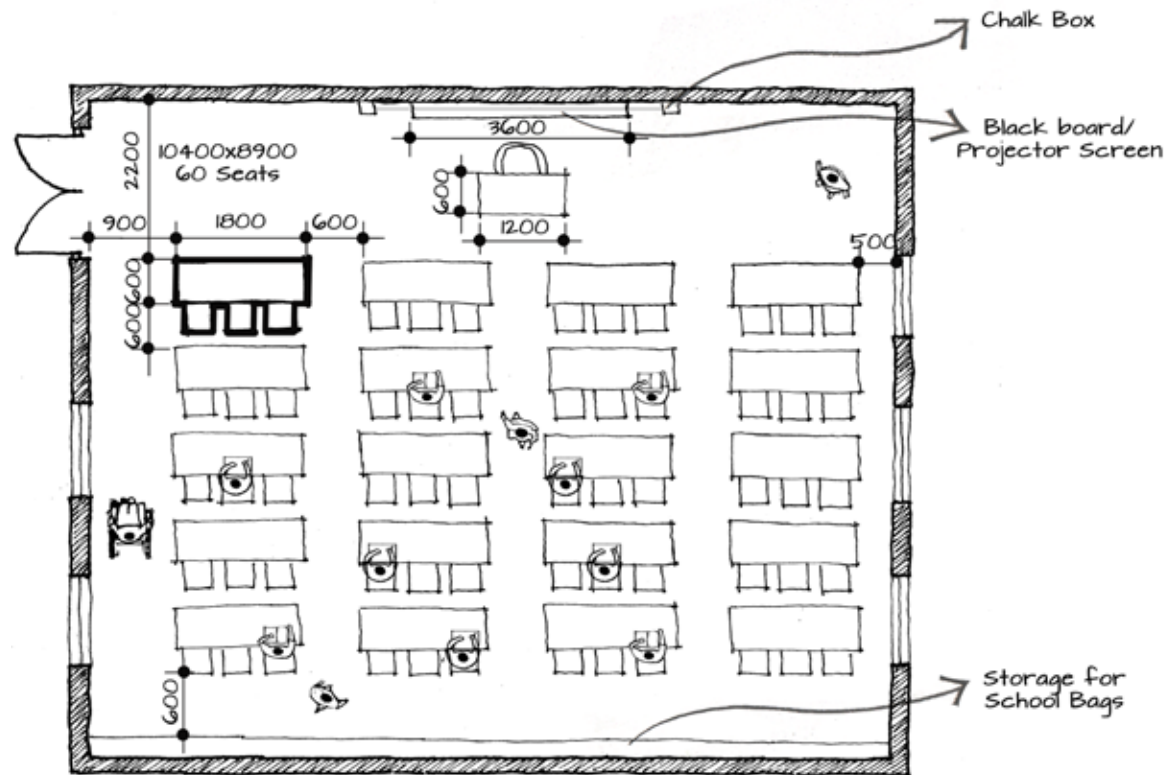 Chalk Box
Black board/
Projector Screen
3600
10400x8900
60 Seats
2200
600
900
1800
600
1200
500
600
600
600
Storage for
School Bags